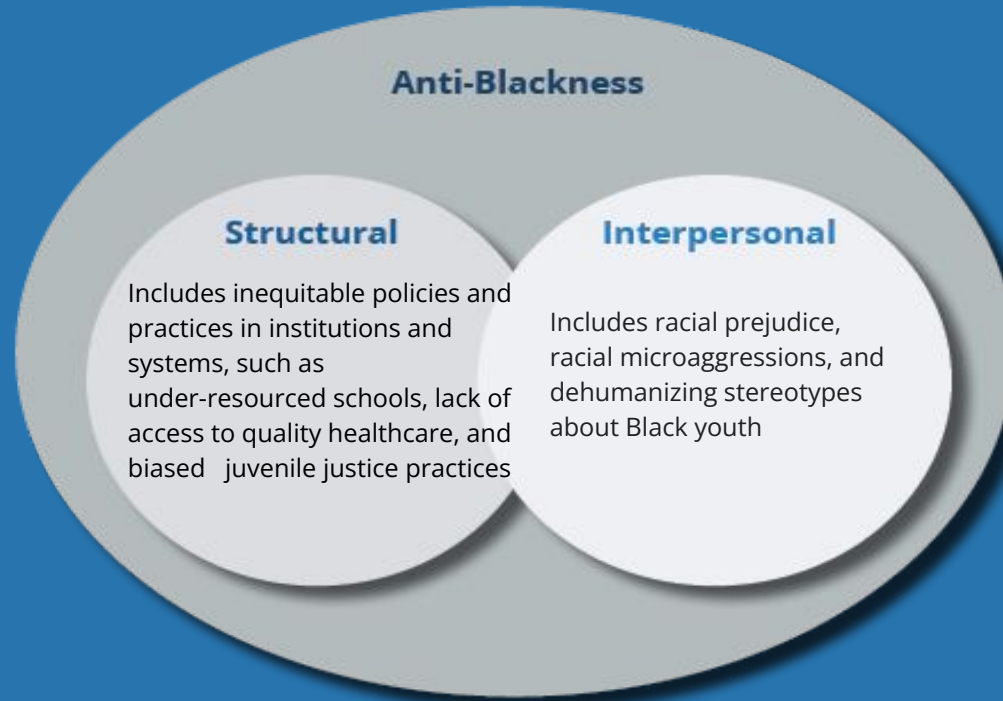 Anti-Blackness
Structural
Includes inequitable policies and
practices in institutions and
systems, such as
under-resourced schools, lack of
access to quality healthcare, and
biased   juvenile justice practices
Interpersonal
Includes racial prejudice,
racial microaggressions, and
dehumanizing stereotypes
about Black youth